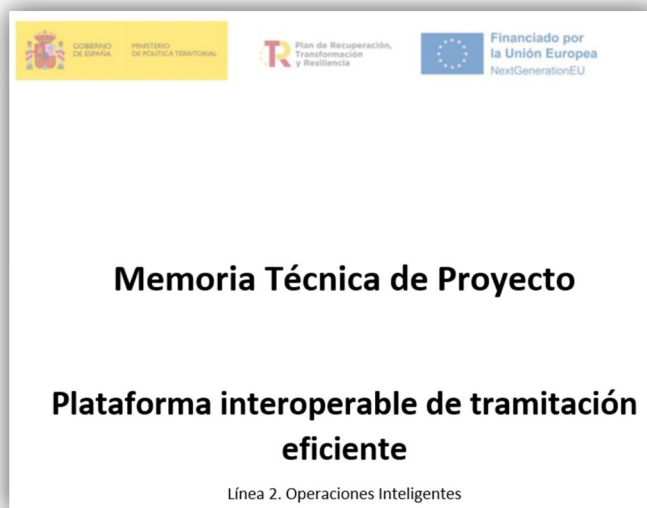 GOBIERNO
DE ESPAÑA
MINISTERIO
DE POLÍTICA TERRITORIAL
Plan de Recuperación,
Transformación
y Resiliencia
Financiado por
la Unión Europea
NextGenerationEU
Memoria Técnica de Proyecto
Plataforma interoperable de tramitación
eficiente
Línea 2. Operaciones Inteligentes